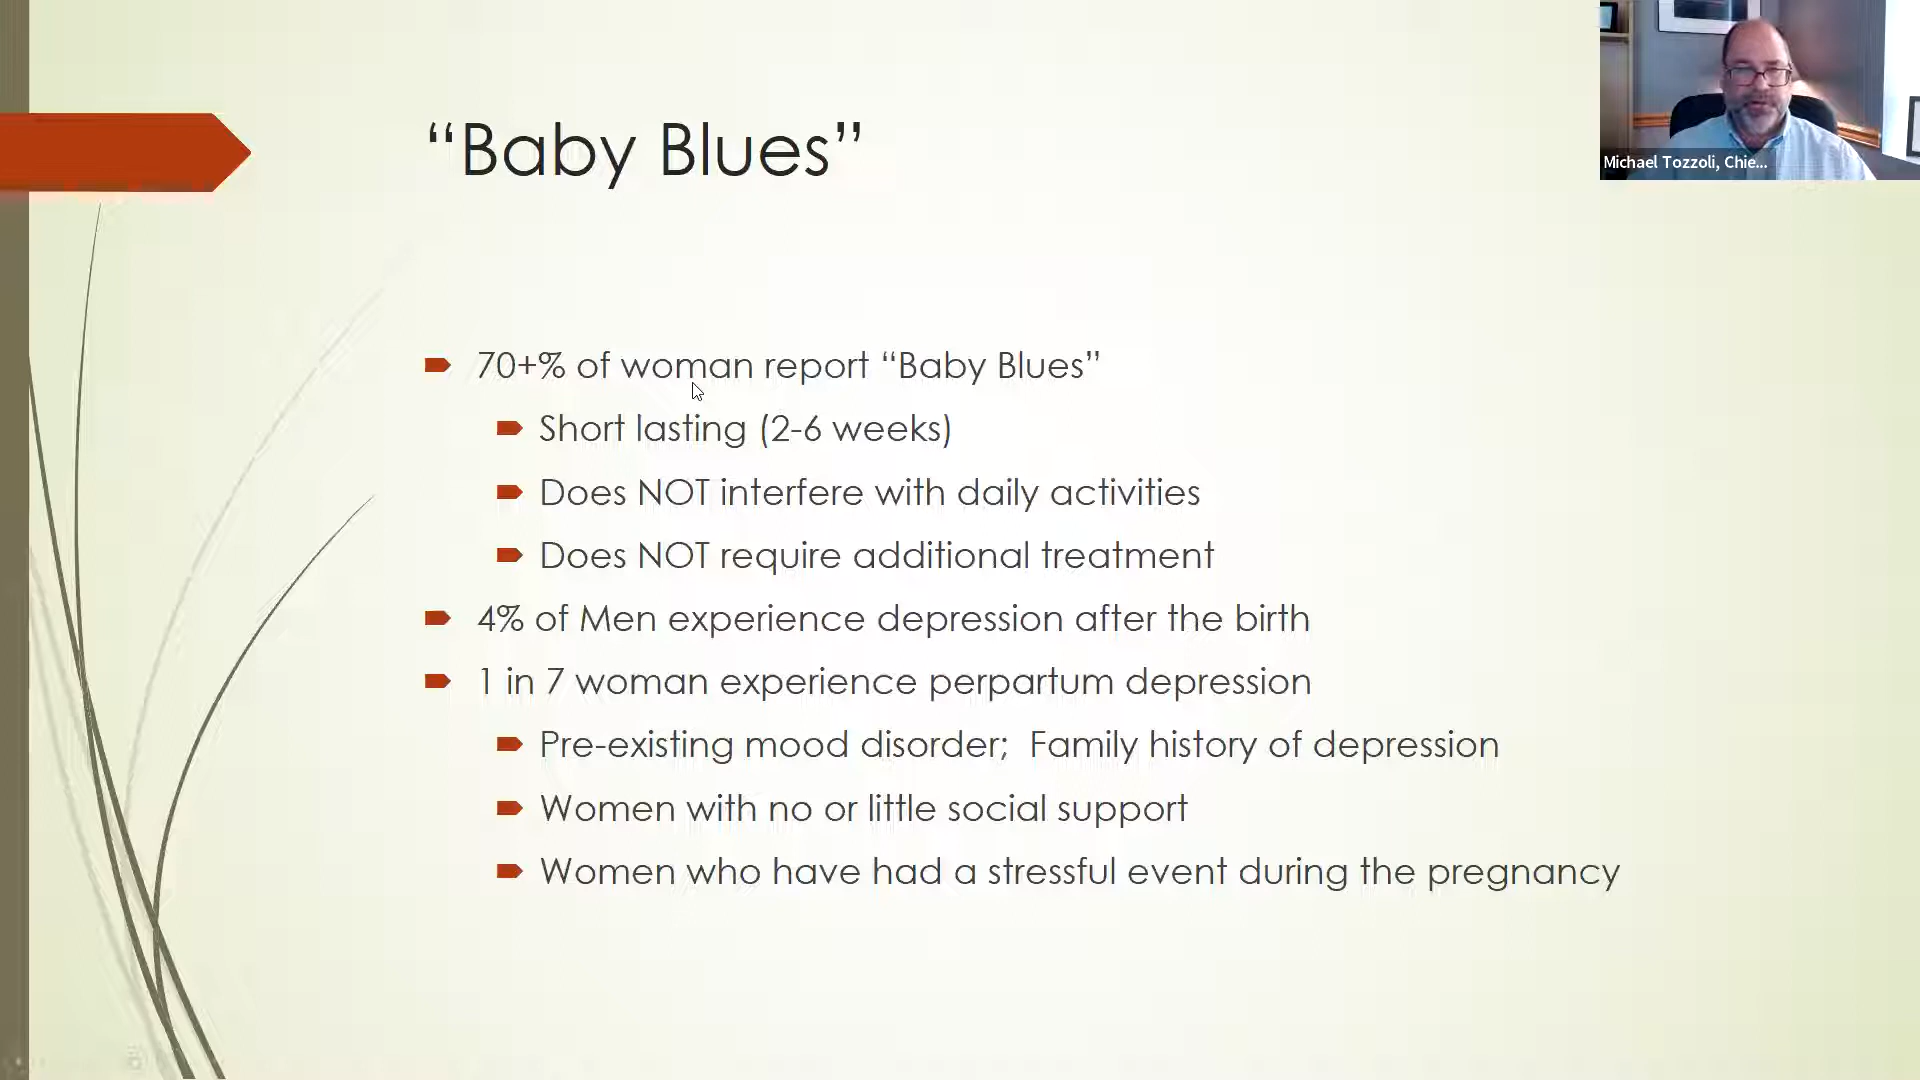 “Baby Blues”
Michael Tozzoli, Chie...
70+% of woman report “Baby Blues”
Short lasting (2-6 weeks)
Does NOT interfere with daily activities
Does NOT require additional treatment
4% of Men experience depression after the birth
1 in 7 woman experience perpartum depression
Pre-existing mood disorder;  Family history of depression
Women with no or little social support
Women who have had a stressful event during the pregnancy